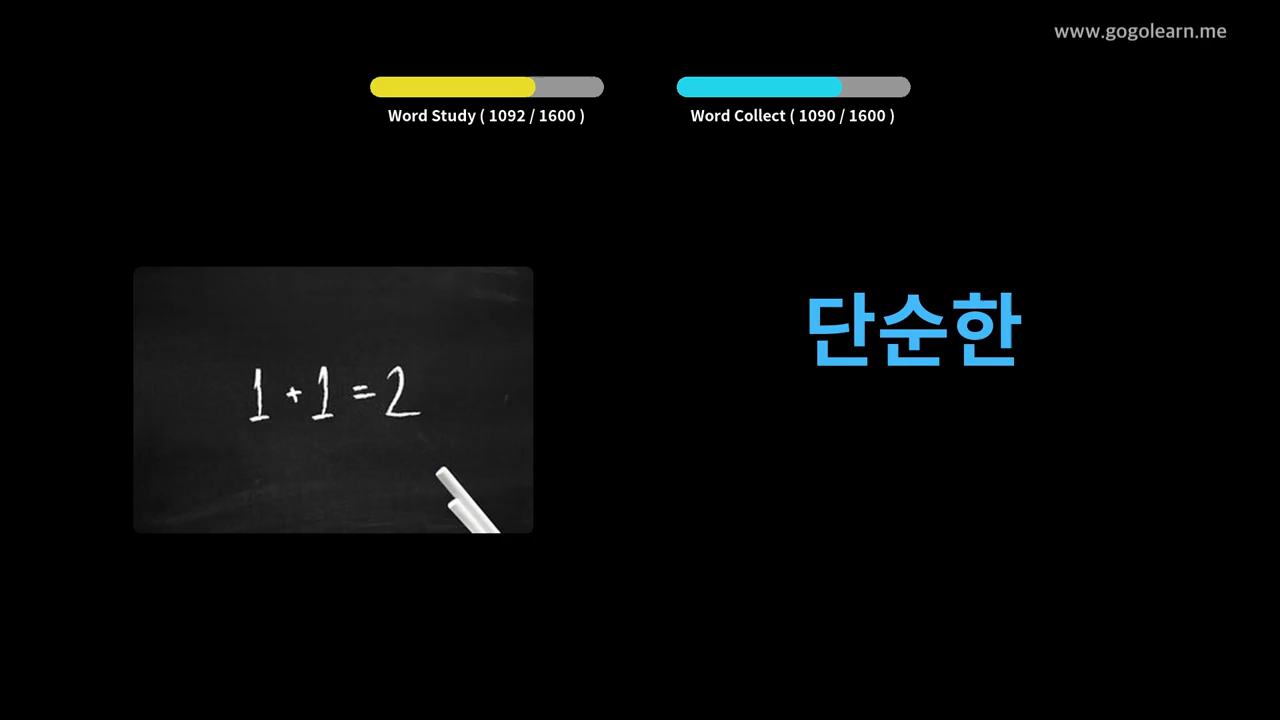 www.gogolearn.me
Word Study ( 1092 / 1600 )
Word Collect ( 1090 / 1600 )
단순한
1 + 1 = 2